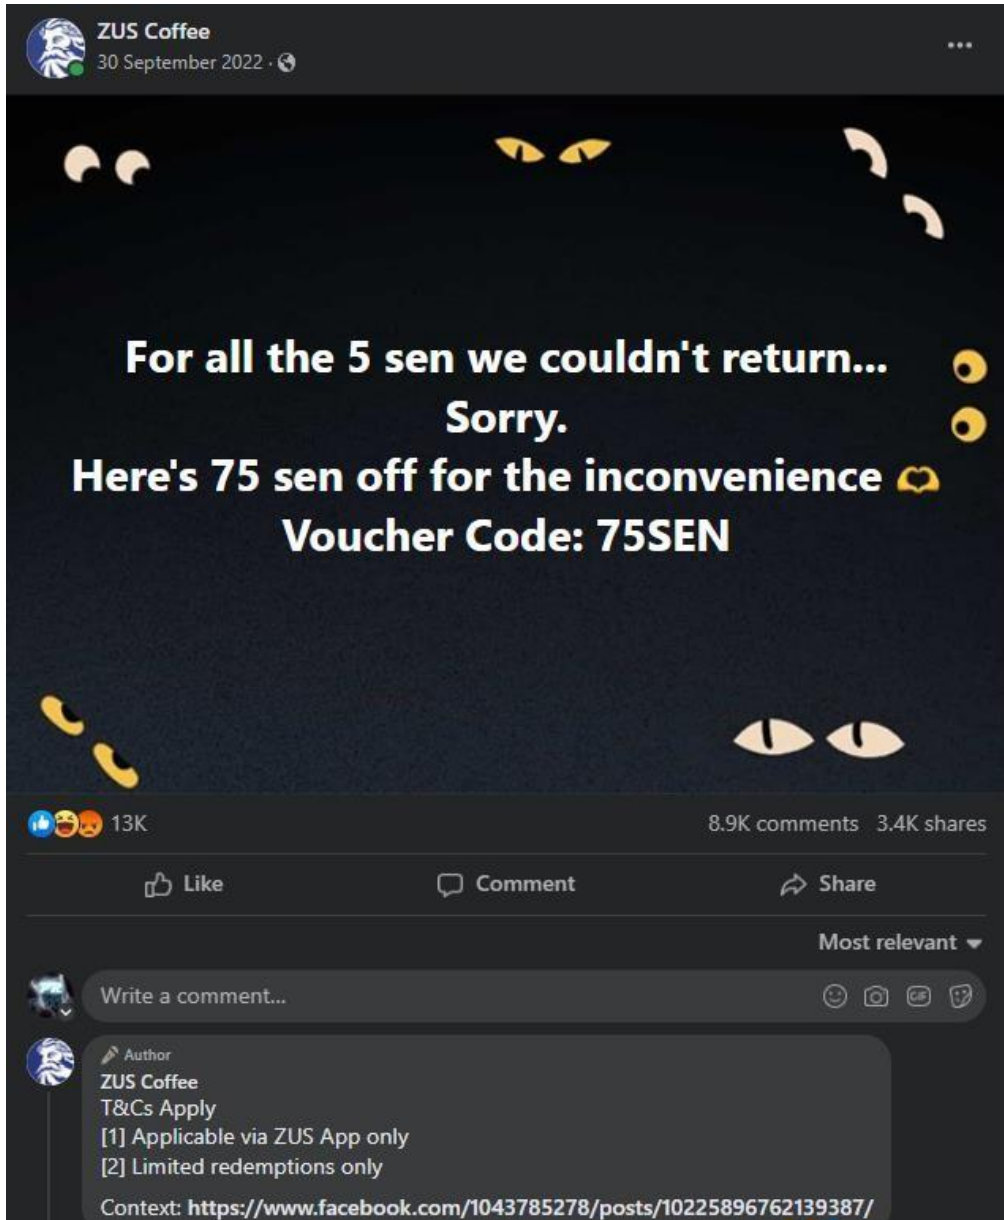 ZUS Coffee
30 September 2022 ·
For all the 5 sen we couldn't return...
Sorry.
Here's 75 sen off for the inconvenience 🫶
Voucher Code: 75SEN
13K
8.9K comments 3.4K shares
Like Comment Share
Most relevant
Write a comment...
GIF
Author
ZUS Coffee
T&Cs Apply
[1] Applicable via ZUS App only
[2] Limited redemptions only
Context: https://www.facebook.com/1043785278/posts/10225896762139387/